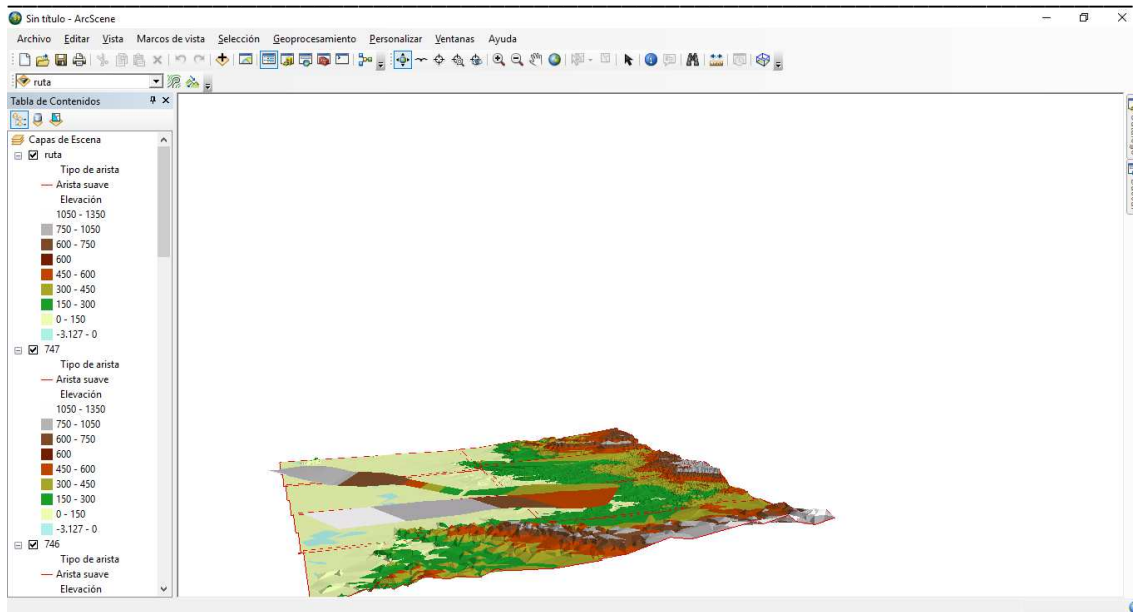 Sin título - ArcScene
Archivo Editar Vista Marcos de vista Selección Geoprocesamiento Personalizar Ventanas Ayuda
ruta
Tabla de Contenidos
Capas de Escena
ruta
Tipo de arista
Arista suave
Elevación
1050 - 1350
750 - 1050
600 - 750
600
450 - 600
300 - 450
150 - 300
0 - 150
-3.127 - 0
747
Tipo de arista
Arista suave
Elevación
1050 - 1350
750 - 1050
600 - 750
600
450 - 600
300 - 450
150 - 300
0 - 150
-3.127 - 0
746
Tipo de arista
Arista suave
Elevación